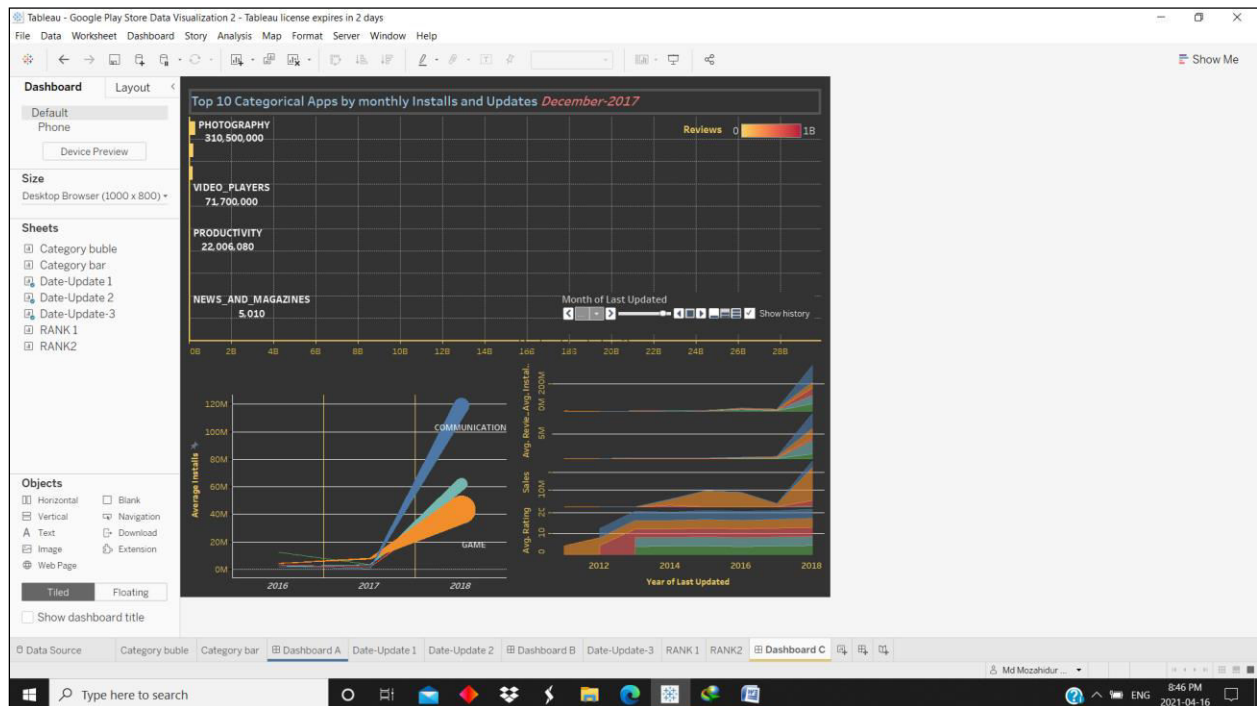 Tableau - Google Play Store Data Visualization 2 - Tableau license expires in 2 days
File Data Worksheet Dashboard Story Analysis Map Format Server Window Help
Show Me
Dashboard Layout
Default
Phone
Device Preview
Size
Desktop Browser (1000 x 800)
Sheets
Category buble
Category bar
Date-Update 1
Date-Update 2
Date-Update-3
RANK 1
RANK2
Objects
Horizontal Blank
Vertical Navigation
A Text Download
Image Extension
Web Page
Tiled Floating
Show dashboard title
Top 10 Categorical Apps by monthly Installs and Updates December-2017
PHOTOGRAPHY
310,500,000
Reviews 0 1B
VIDEO_PLAYERS
71,700,000
PRODUCTIVITY
22,006,080
NEWS_AND_MAGAZINES
5,010
Month of Last Updated
Show history
0B 2B 4B 6B 8B 10B 12B 14B 16B 18B 20B 22B 24B 26B 28B
Average Installs
120M
100M
80M
60M
40M
20M
0M
COMMUNICATION
GAME
2016 2017 2018
Avg. Instal..
200M
0M
Avg. Revie..
5M
Sales
10M
Avg. Rating
20
0
2012 2014 2016 2018
Year of Last Updated
Data Source Category buble Category bar Dashboard A Date-Update 1 Date-Update 2 Dashboard B Date-Update-3 RANK 1 RANK2 Dashboard C
Md Mozahidur ...
Type here to search
ENG
8:46 PM
2021-04-16